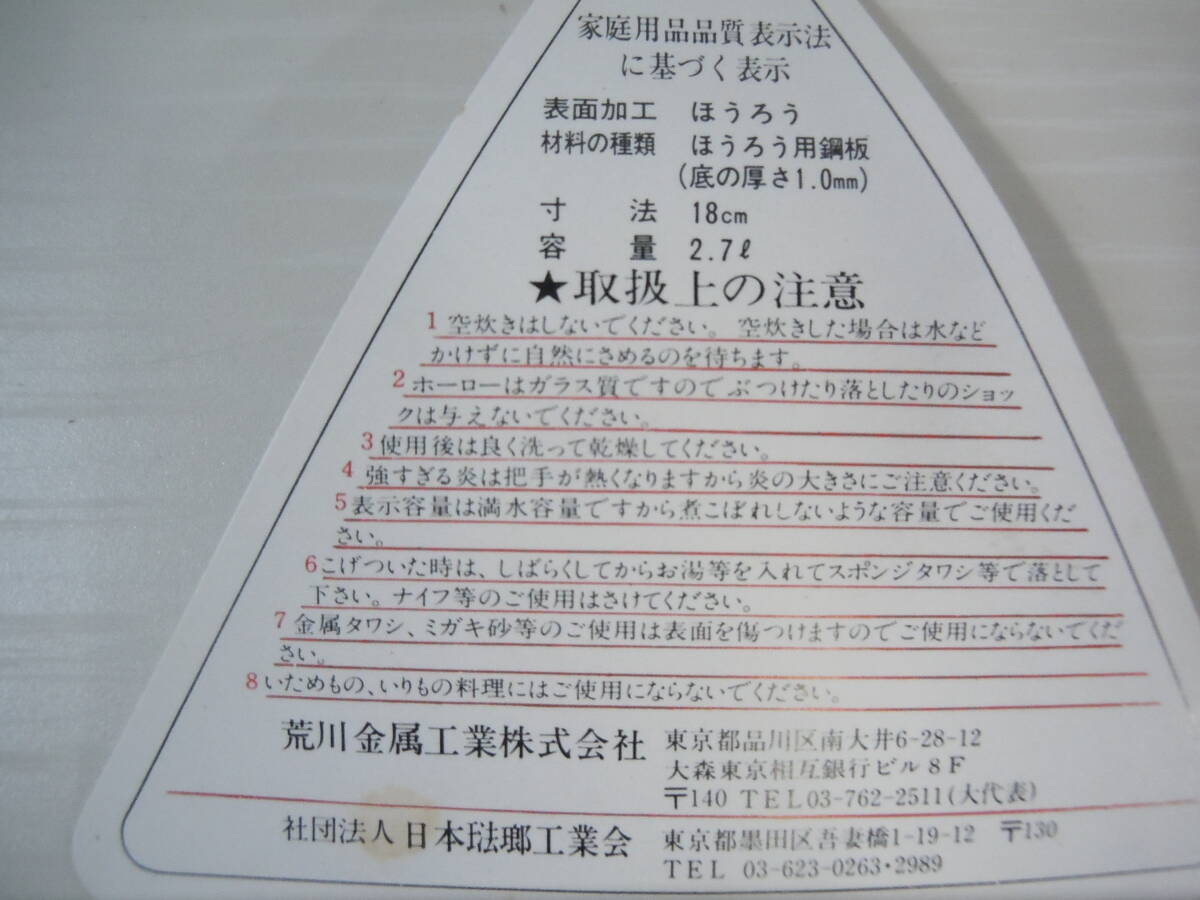 家庭用品品質表示法
に基づく表示
表面加工 ほうろう
材料の種類 ほうろう用鋼板
(底の厚さ1.0mm)
寸法 18cm
容量 2.7ℓ
★取扱上の注意
1 空炊きはしないでください。空炊きした場合は水など
かけずに自然にさめるのを待ちます。
2 ホーローはガラス質ですのでぶつけたり落としたりのショッ
クは与えないでください。
3 使用後は良く洗って乾燥してください。
4 強すぎる炎は把手が熱くなりますから炎の大きさにご注意ください。
5 表示容量は満水容量ですから煮こぼれしないような容量でご使用くだ
さい。
6 こげついた時は、しばらくしてからお湯等を入れてスポンジタワシ等で落として
下さい。ナイフ等のご使用はさけてください。
7 金属タワシ、ミガキ砂等のご使用は表面を傷つけますのでご使用にならないでくだ
さい。
8 いためもの、いりもの料理にはご使用にならないでください。
荒川金属工業株式会社 東京都品川区南大井6-28-12
大森東京相互銀行ビル8F
〒140 TEL03-762-2511(大代表)
社団法人 日本琺瑯工業会 東京都墨田区吾妻橋1-19-12 〒130
TEL 03-623-0263・2989